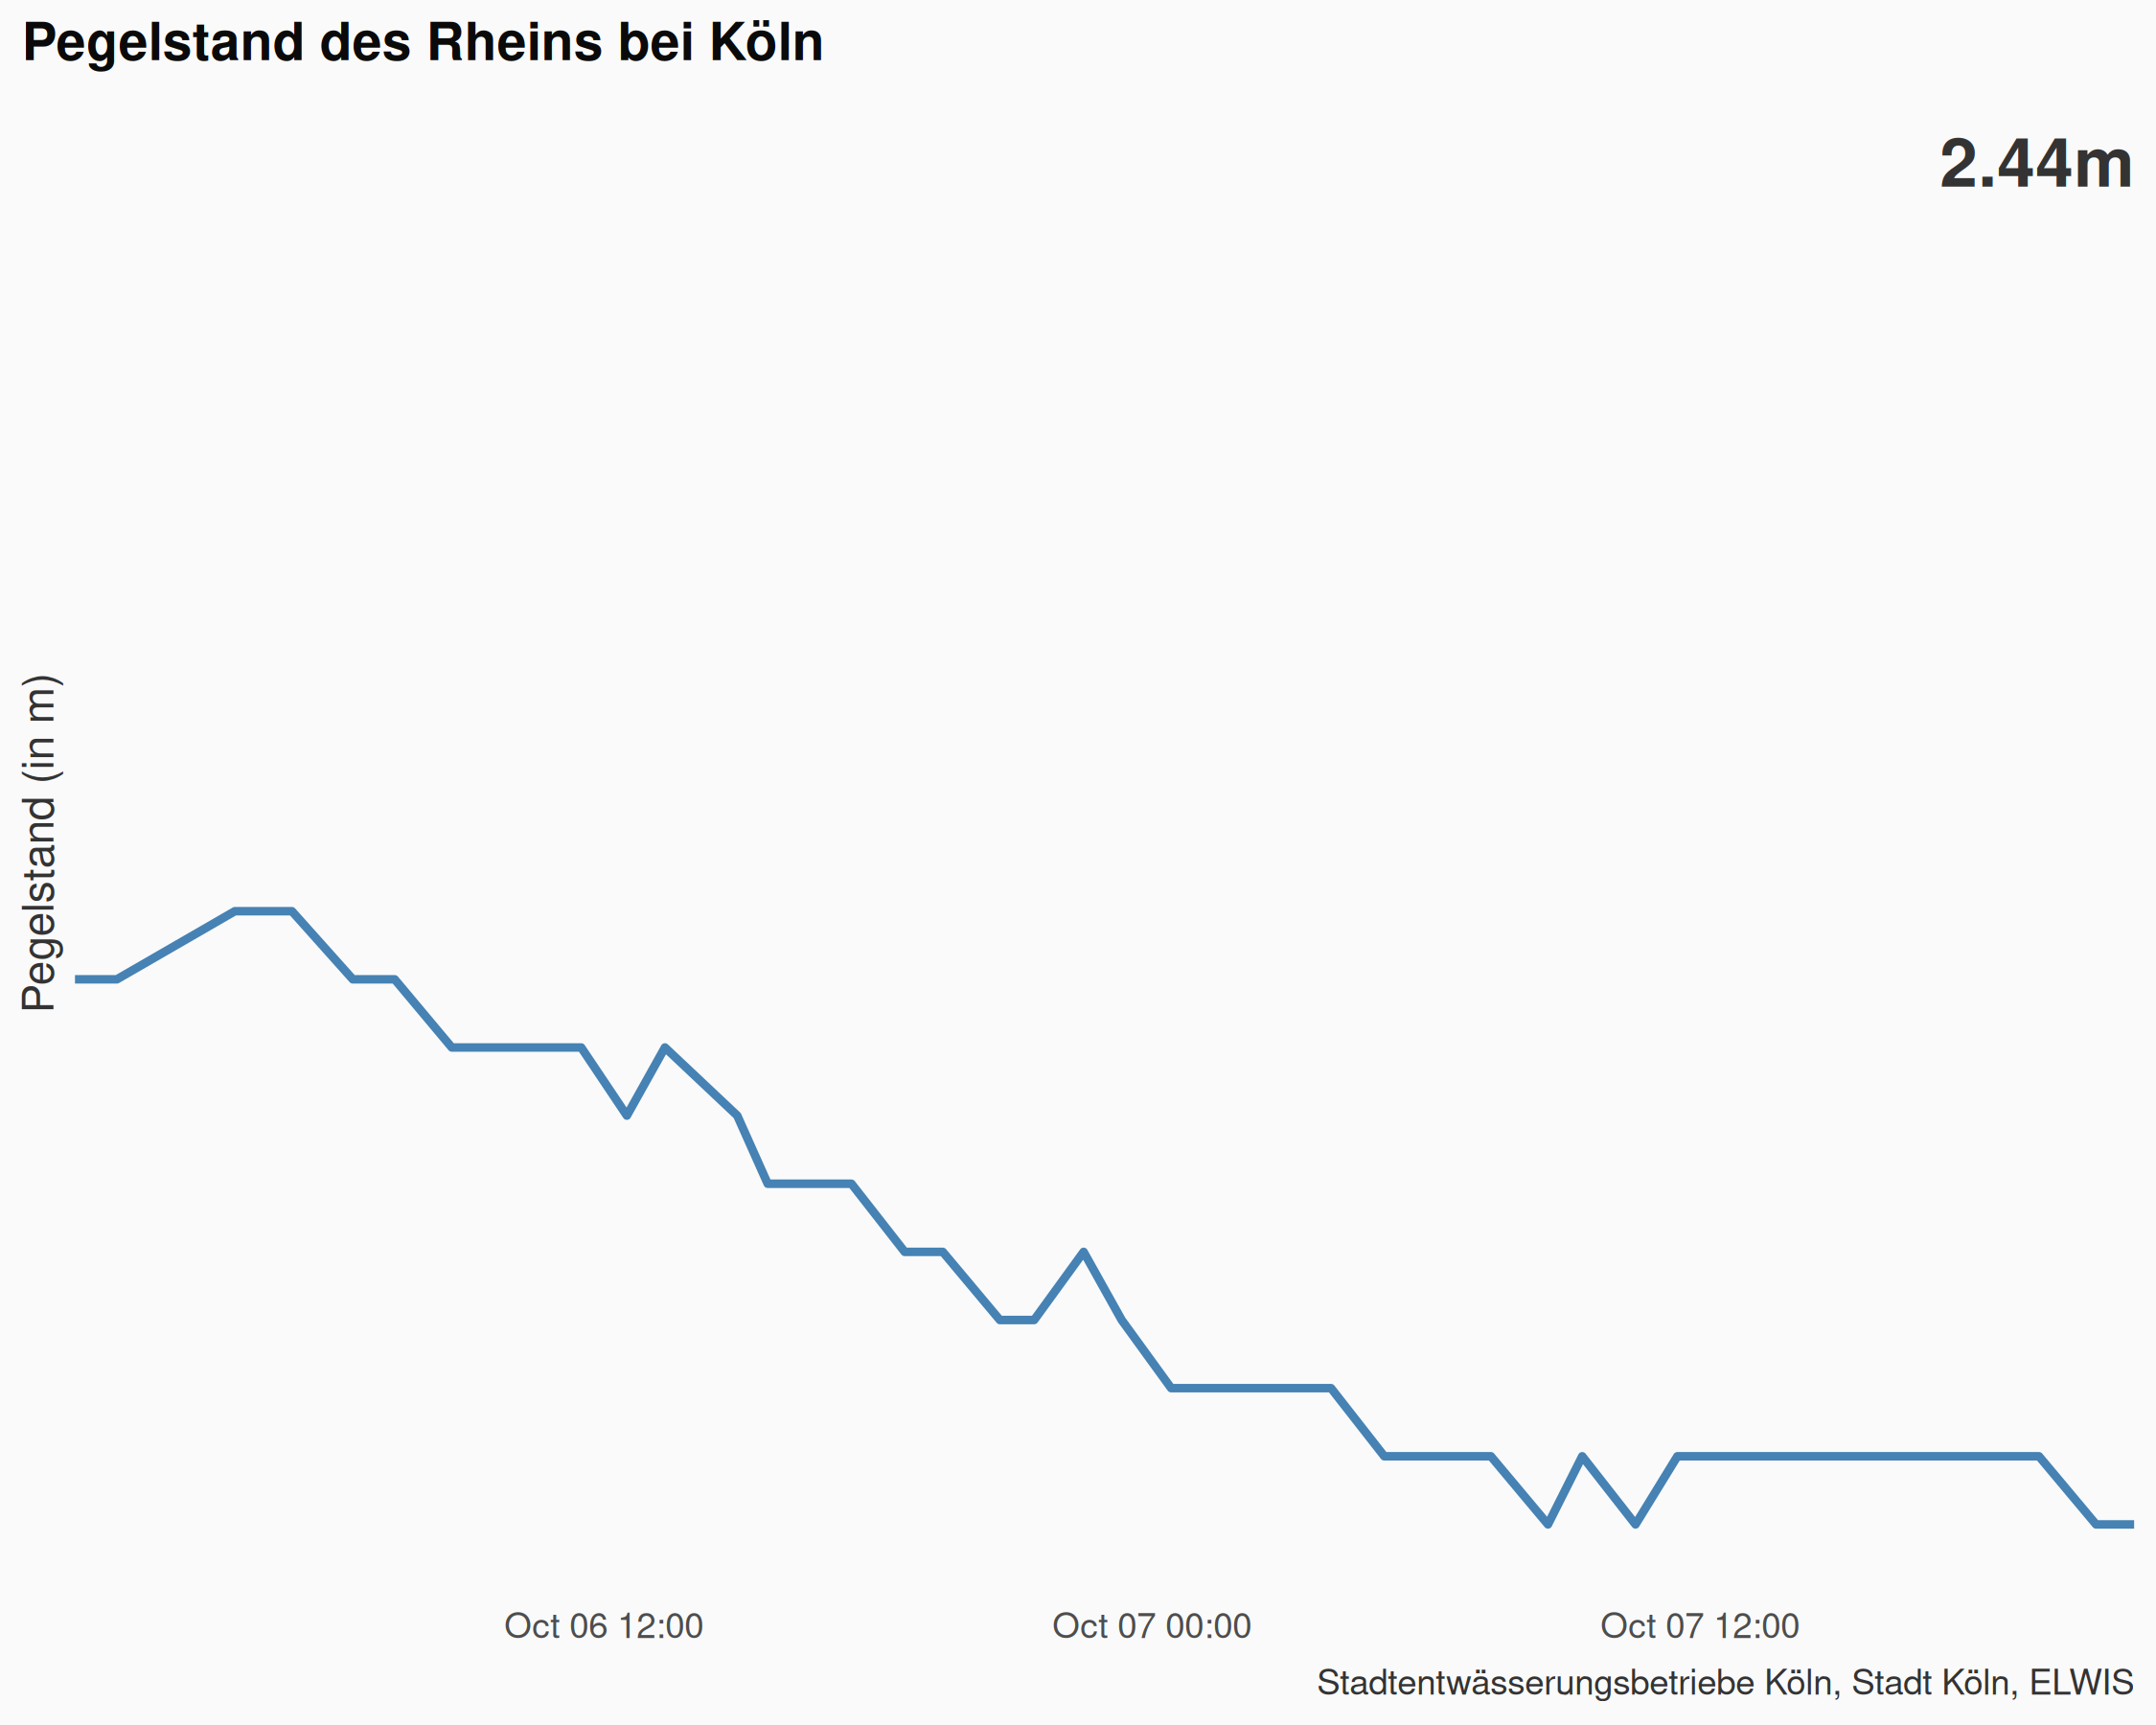 Pegelstand des Rheins bei Köln
2.44m
Pegelstand (in m)
Oct 06 12:00
Oct 07 00:00
Oct 07 12:00
Stadtentwässerungsbetriebe Köln, Stadt Köln, ELWIS